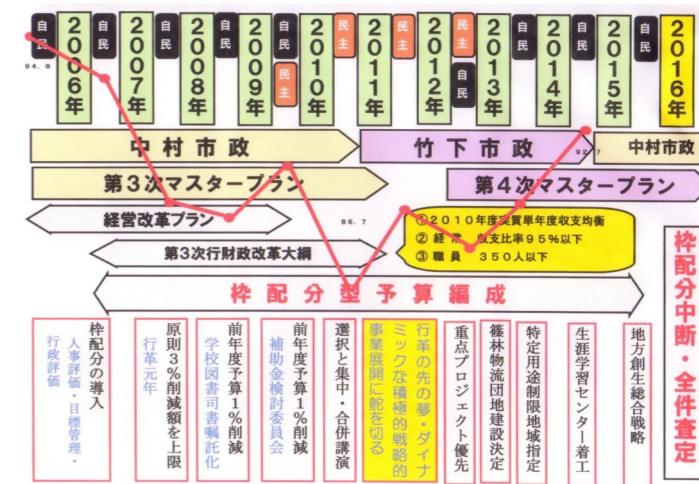 自民
2006年
自民
2007年
自民
2008年
自民
2009年
自民
民主
2010年
民主
2011年
民主
2012年
民主
自民
2013年
自民
2014年
自民
2015年
自民
2016年
94.9
中村市政
竹下市政
92.7
中村市政
第3次マスタープラン
第4次マスタープラン
経営改革プラン
86.7
①2010年度実質単年度収支均衡
②経常 収支比率95%以下
③職員 350人以下
第3次行財政改革大綱
枠配分型予算編成
枠配分中断・全件査定
枠配分の導入
人事評価・目標管理・
行政評価
原則3%削減額を上限
行革元年
前年度予算1%削減
学校図書司書嘱託化
前年度予算1%削減
補助金検討委員会
選択と集中・合併講演
行革の先の夢・ダイナ
ミックな積極的戦略的
事業展開に舵を切る
重点プロジェクト優先
篠林物流団地建設決定
特定用途制限地域指定
生涯学習センター着工
地方創生総合戦略